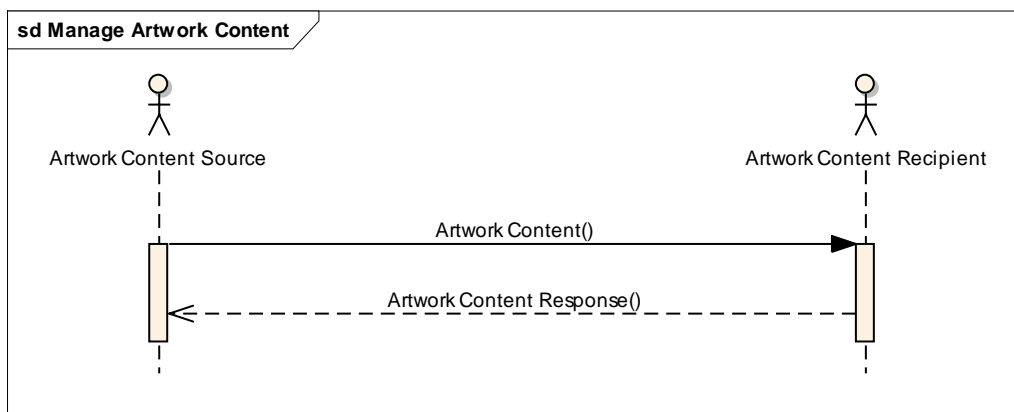 sd Manage Artwork Content
Artwork Content Source
Artwork Content Recipient
Artwork Content()
Artwork Content Response()